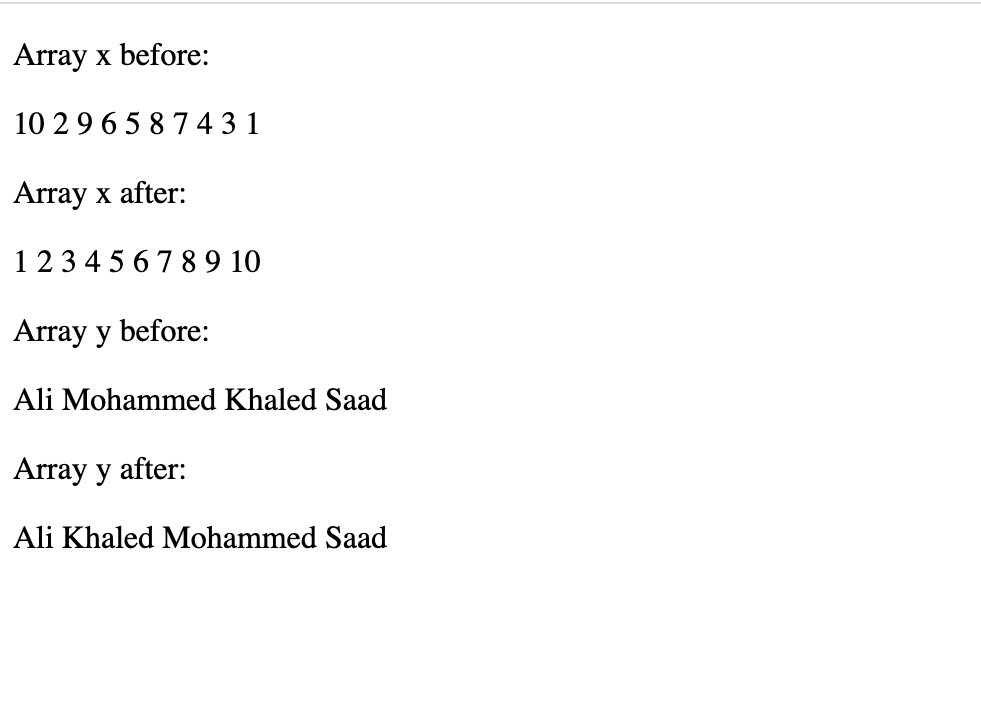 Array x before:
10 2 9 6 5 8 7 4 3 1
Array x after:
1 2 3 4 5 6 7 8 9 10
Array y before:
Ali Mohammed Khaled Saad
Array y after:
Ali Khaled Mohammed Saad